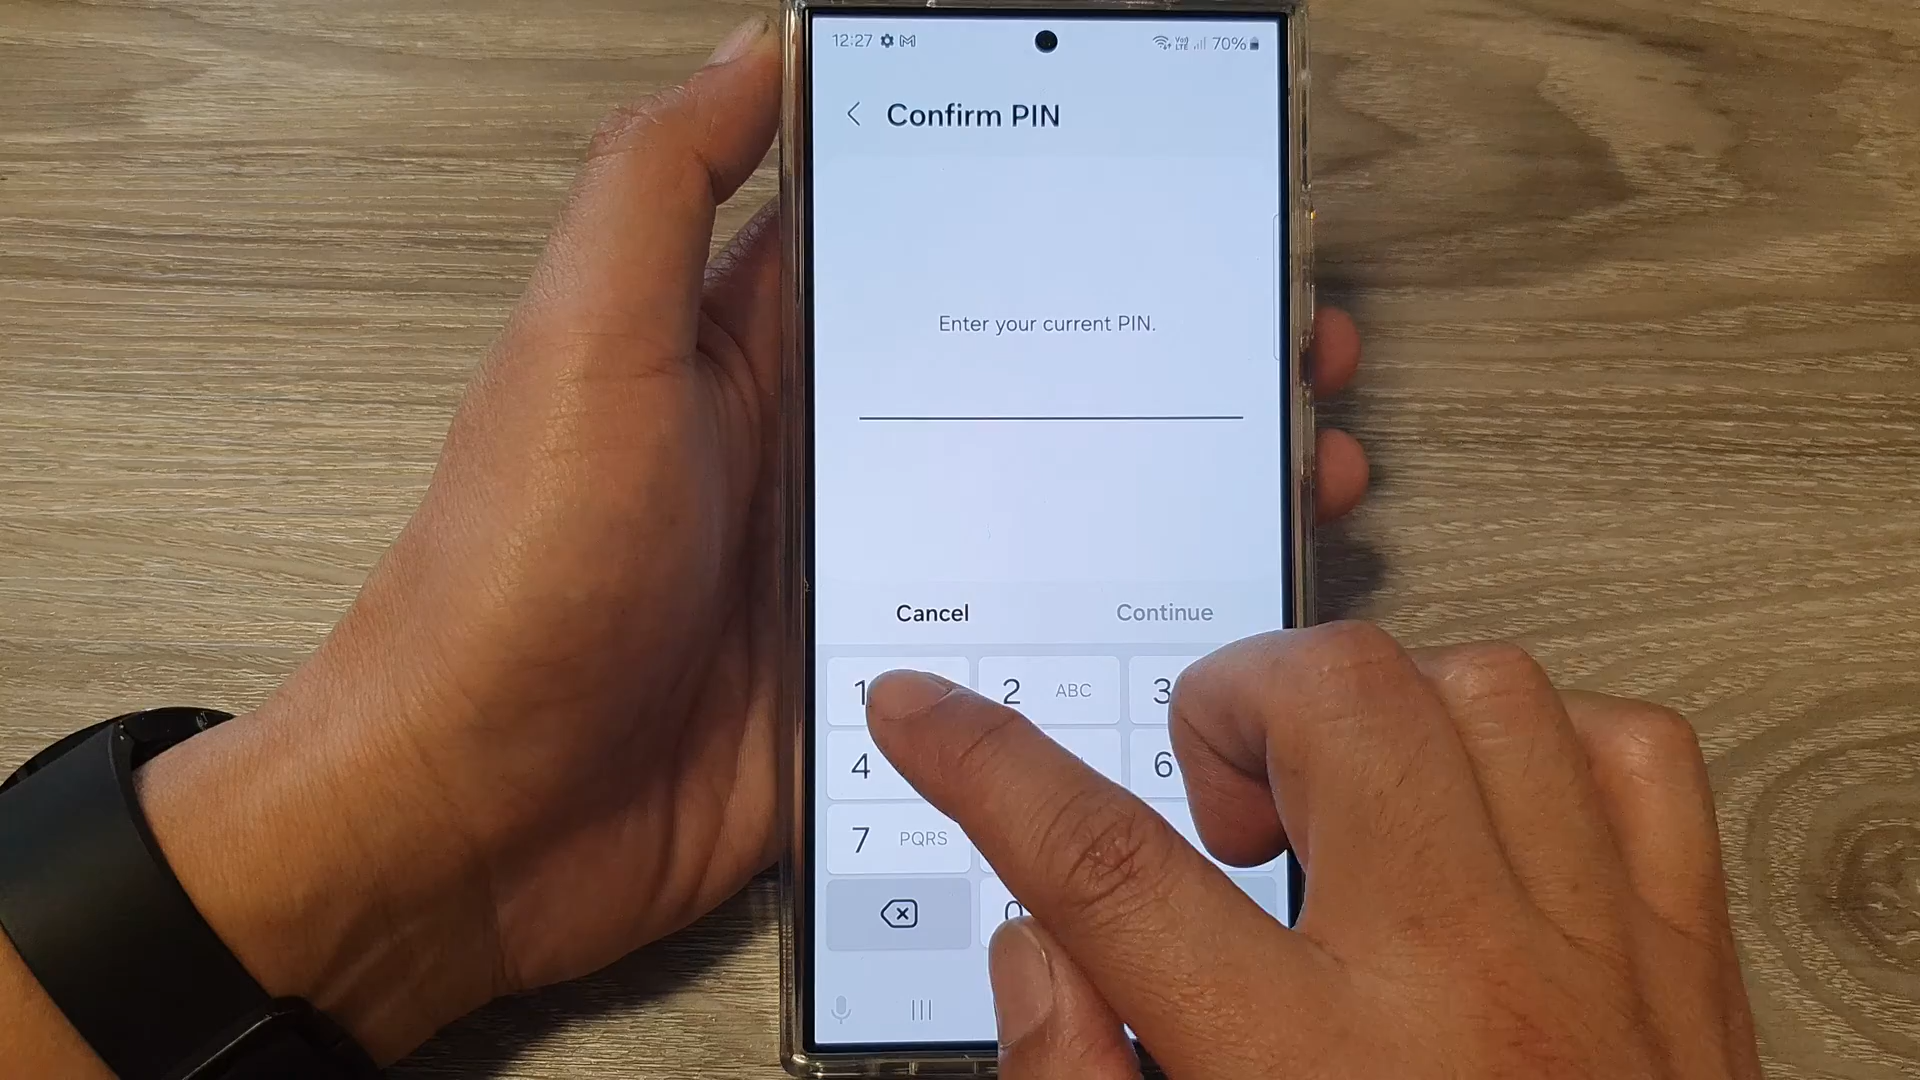 12:27 70%
Confirm PIN
Enter your current PIN.
Cancel Continue
1 2 ABC 3
4 6
7 PQRS
0